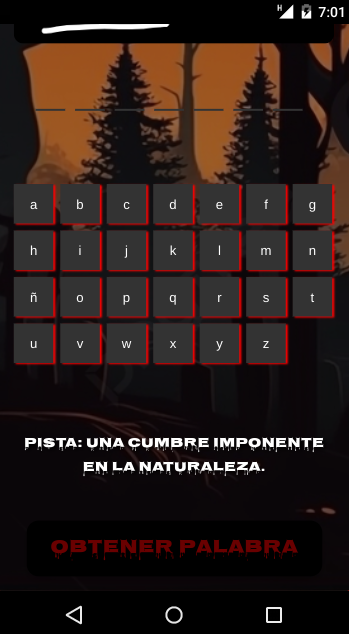 7:01
a b c d e f g
h i j k l m n
ñ o p q r s t
u v w x y z
PISTA: UNA CUMBRE IMPONENTE
EN LA NATURALEZA.
OBTENER PALABRA